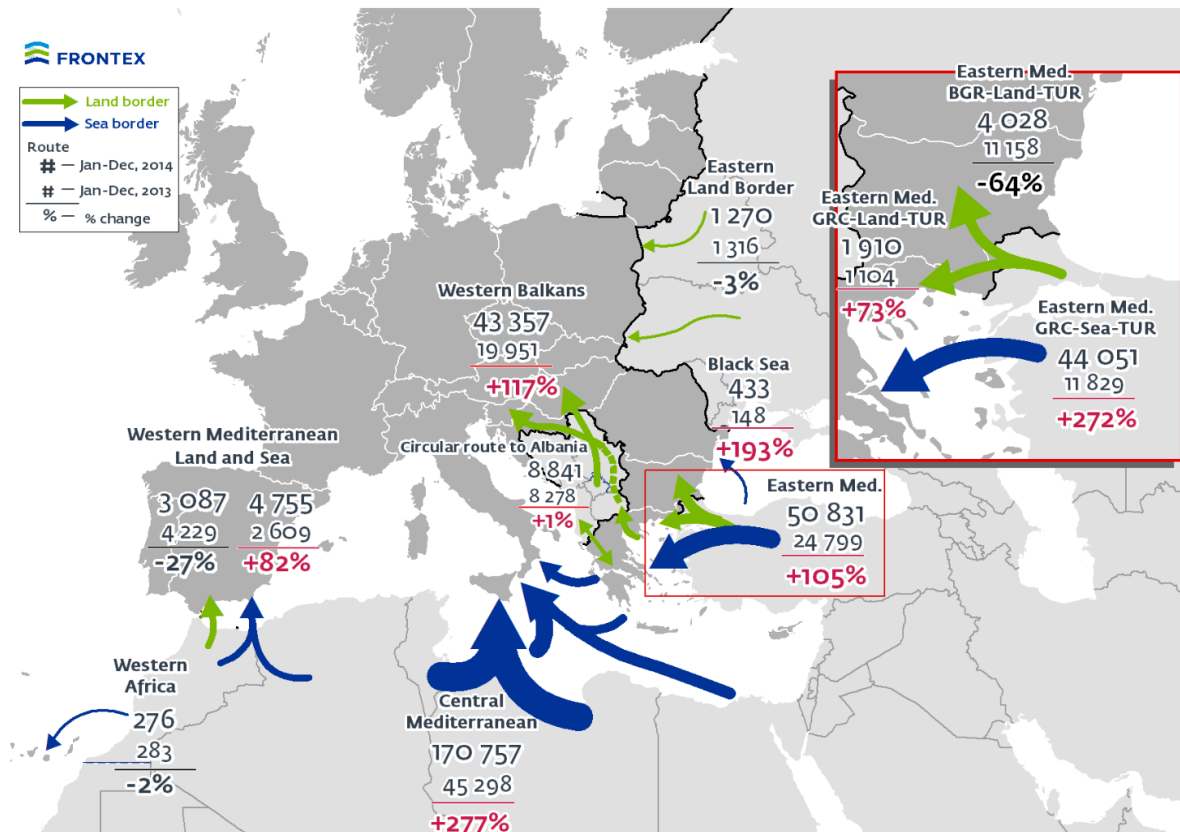 FRONTEX
Land border
Sea border
Route
# — Jan-Dec, 2014
# — Jan-Dec, 2013
% — % change
Eastern
Land Border
1 270
1 316
-3%
Western Balkans
43 357
19 951
+117%
Black Sea
433
148
+193%
Circular route to Albania
8 841
8 278
+1%
Western Mediterranean
Land and Sea
3 087
4 229
-27%
4 755
2 609
+82%
Eastern Med.
50 831
24 799
+105%
Western
Africa
276
283
-2%
Central
Mediterranean
170 757
45 298
+277%
Eastern Med.
BGR-Land-TUR
4 028
11 158
-64%
Eastern Med.
GRC-Land-TUR
1 910
1 104
+73%
Eastern Med.
GRC-Sea-TUR
44 051
11 829
+272%